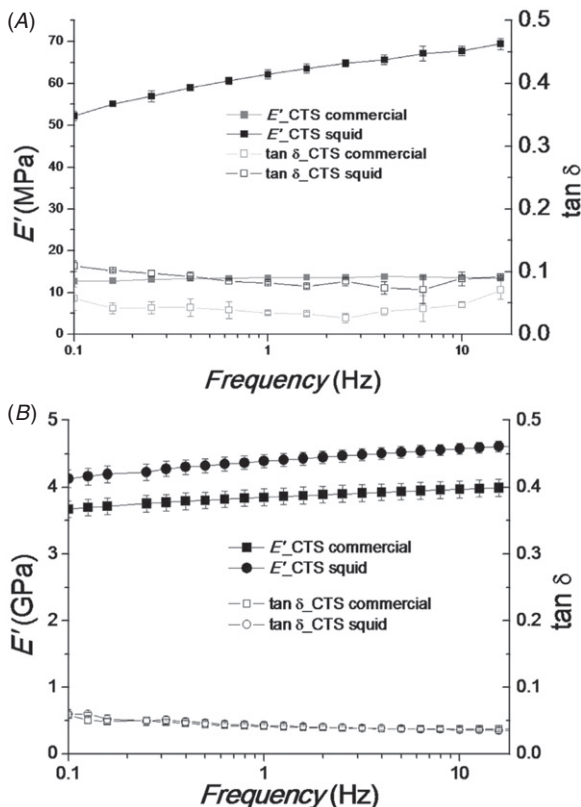 (A)
70
60
50
40
30
20
15
10
5
0
E′ (MPa)
E′_CTS commercial
E′_CTS squid
tan δ_CTS commercial
tan δ_CTS squid
0.5
0.4
0.3
0.2
0.1
0.0
tan δ
0.1
1
10
Frequency (Hz)
(B)
5
4
3
2
1
0
E′ (GPa)
E′_CTS commercial
E′_CTS squid
tan δ_CTS commercial
tan δ_CTS squid
0.5
0.4
0.3
0.2
0.1
0.0
tan δ
0.1
1
10
Frequency (Hz)